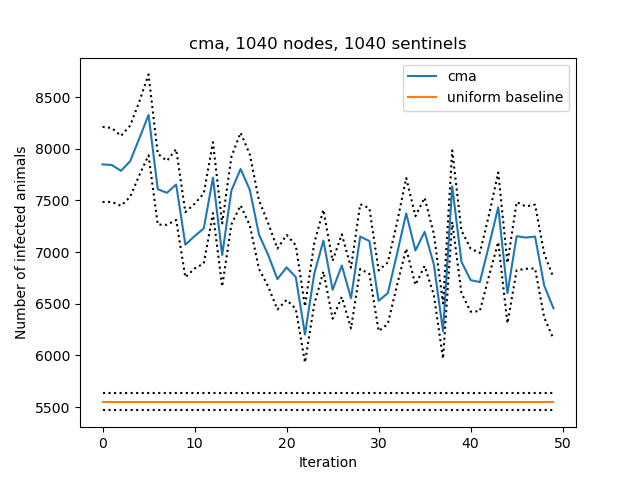 cma, 1040 nodes, 1040 sentinels
cma
uniform baseline
Number of infected animals
8500
8000
7500
7000
6500
6000
5500
0 10 20 30 40 50
Iteration